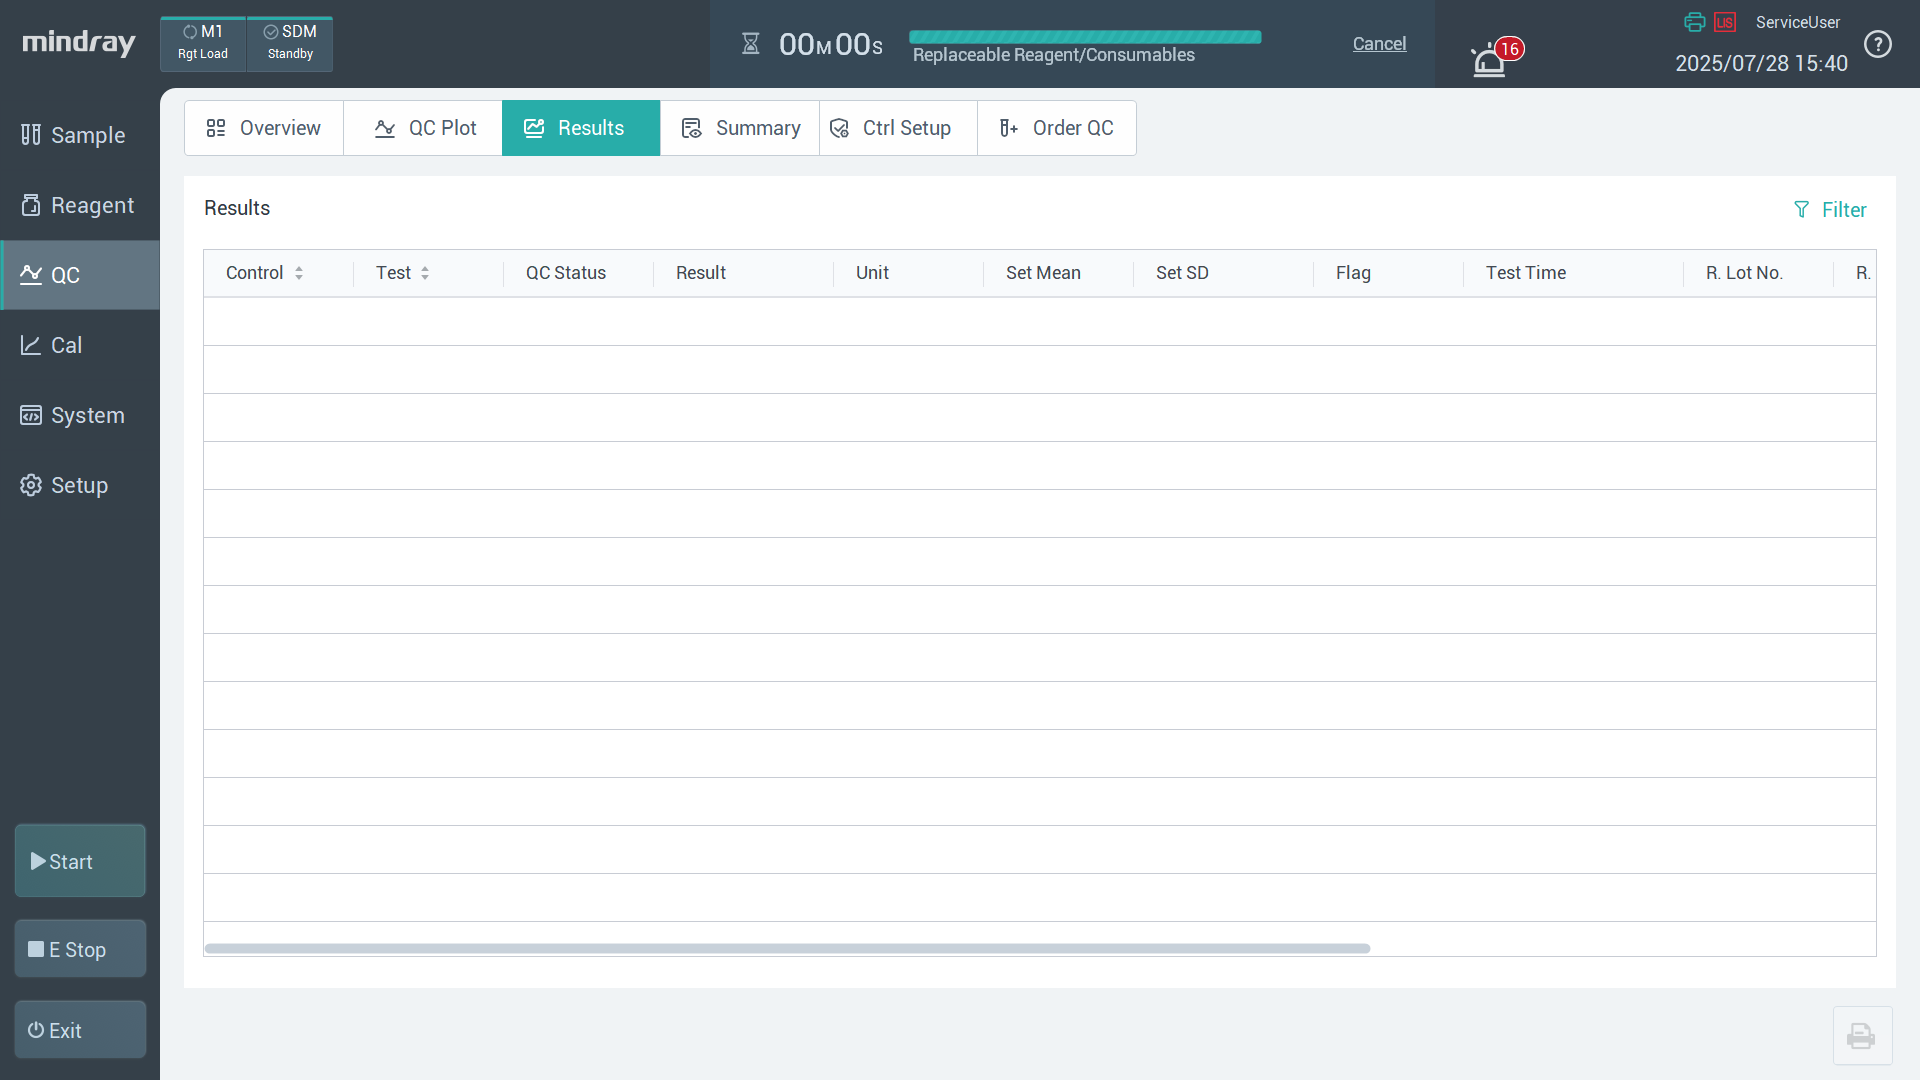 mindray
M1
Rgt Load
SDM
Standby
00M00S
Replaceable Reagent/Consumables
Cancel
16
LIS
ServiceUser
2025/07/28 15:40
?
Sample
Reagent
QC
Cal
System
Setup
Start
E Stop
Exit
Overview
QC Plot
Results
Summary
Ctrl Setup
Order QC
Results
Filter
Control
Test
QC Status
Result
Unit
Set Mean
Set SD
Flag
Test Time
R. Lot No.
R.